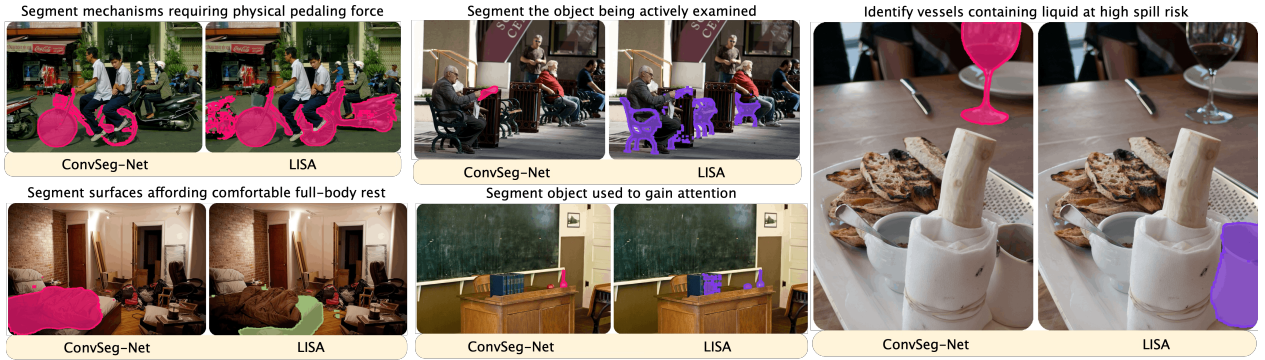 Segment mechanisms requiring physical pedaling force
ConvSeg-Net
LISA
Segment the object being actively examined
ConvSeg-Net
LISA
Identify vessels containing liquid at high spill risk
ConvSeg-Net
LISA
Segment surfaces affording comfortable full-body rest
ConvSeg-Net
LISA
Segment object used to gain attention
ConvSeg-Net
LISA